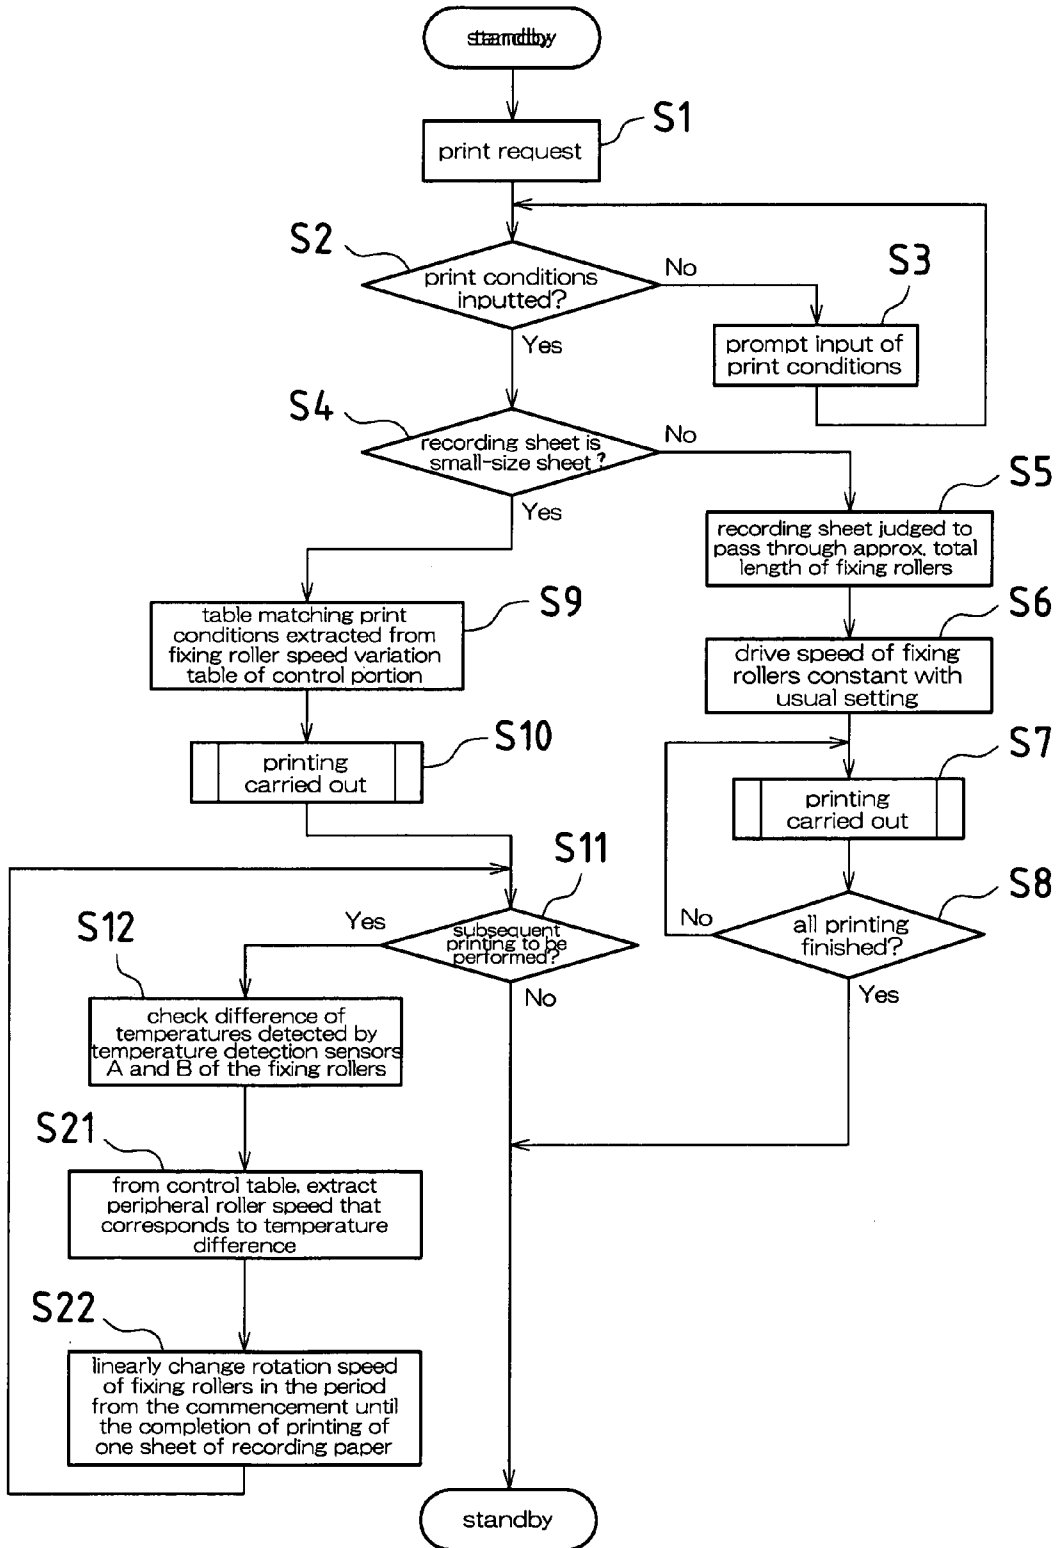 standby
S1
print request
S2
print conditions
inputted?
No
S3
prompt input of
print conditions
Yes
S4
recording sheet is
small-size sheet?
No
Yes
S5
recording sheet judged to
pass through approx. total
length of fixing rollers
S9
table matching print
conditions extracted from
fixing roller speed variation
table of control portion
S6
drive speed of fixing
rollers constant with
usual setting
S10
printing
carried out
S7
printing
carried out
S11
subsequent
printing to be
performed?
Yes
No
S8
all printing
finished?
No
Yes
S12
check difference of
temperatures detected by
temperature detection sensors
A and B of the fixing rollers
S21
from control table, extract
peripheral roller speed that
corresponds to temperature
difference
S22
linearly change rotation speed
of fixing rollers in the period
from the commencement until
the completion of printing of
one sheet of recording paper
standby